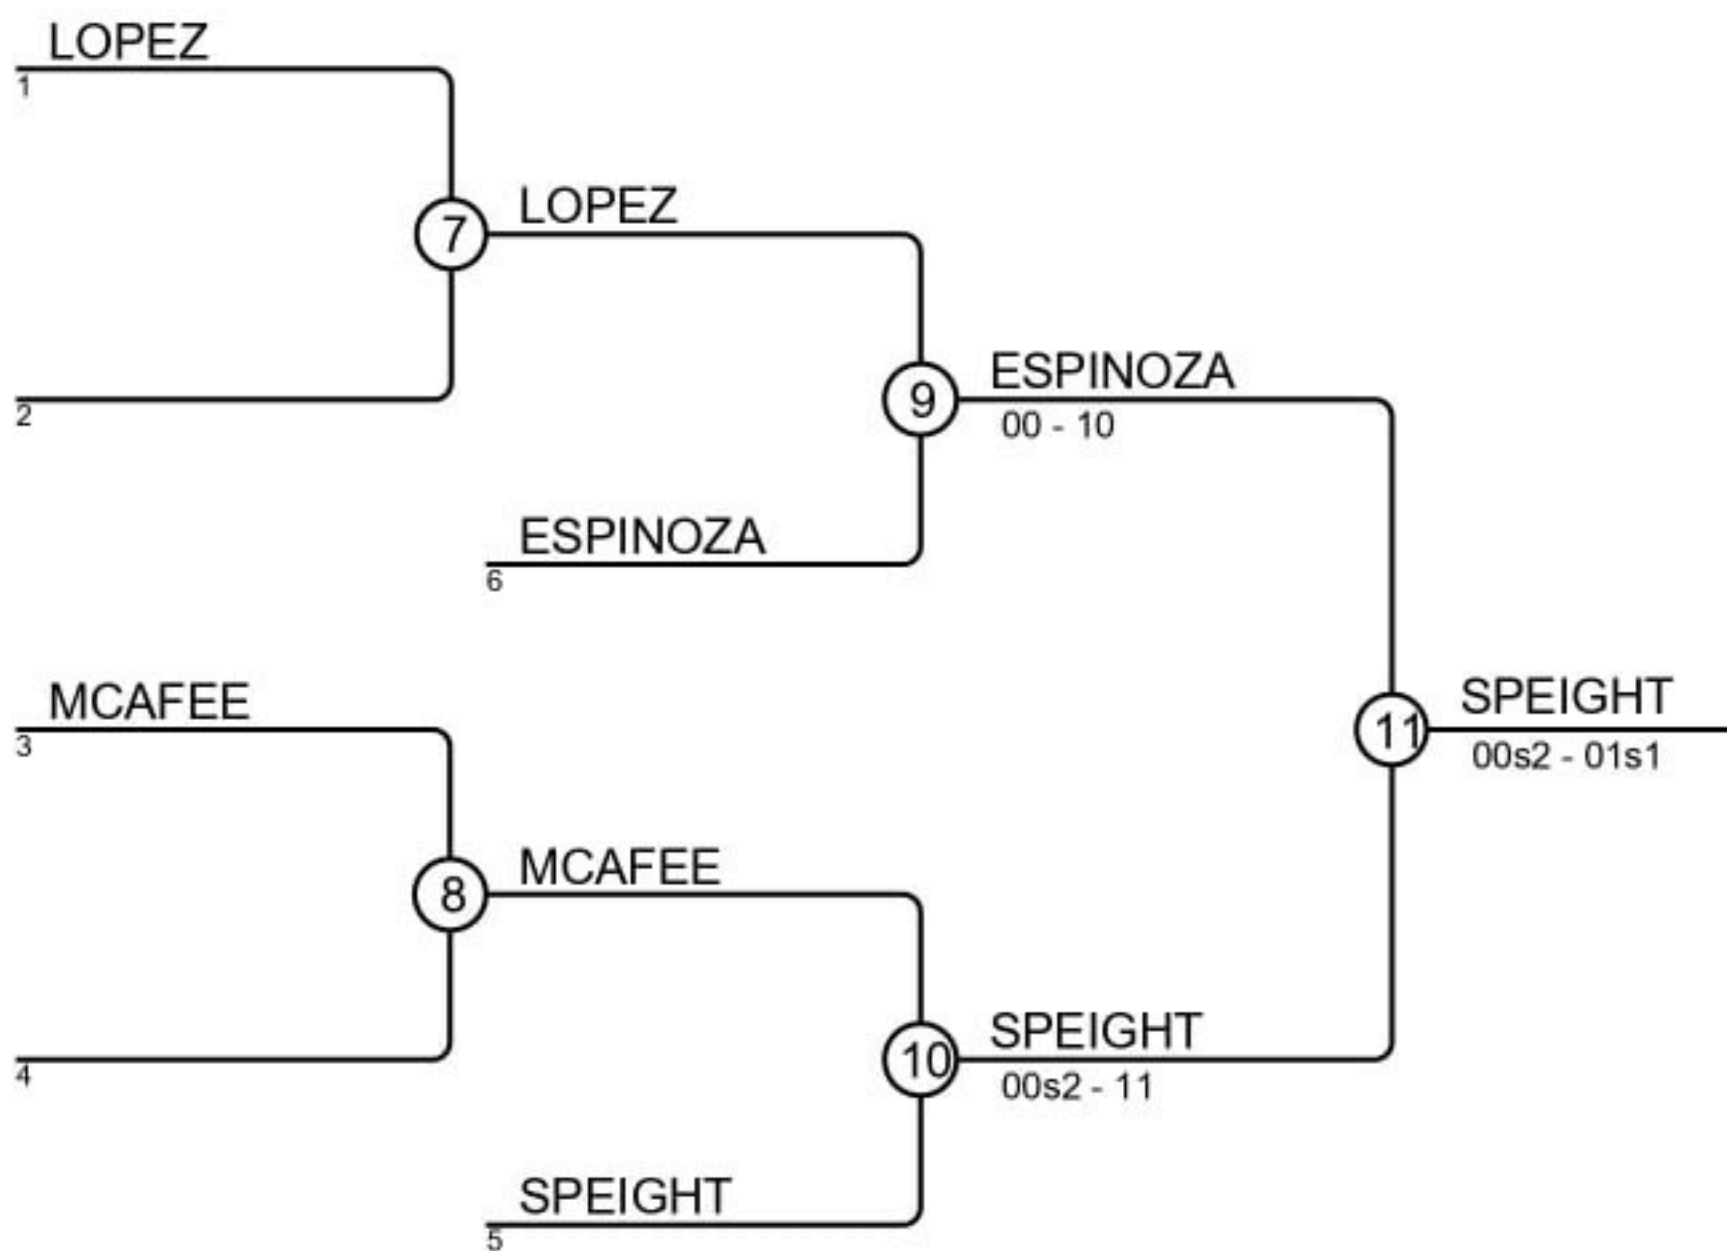 LOPEZ
1
7
LOPEZ
2
9
ESPINOZA
00 - 10
ESPINOZA
6
MCAFEE
3
11
SPEIGHT
00s2 - 01s1
8
MCAFEE
4
10
SPEIGHT
00s2 - 11
SPEIGHT
5